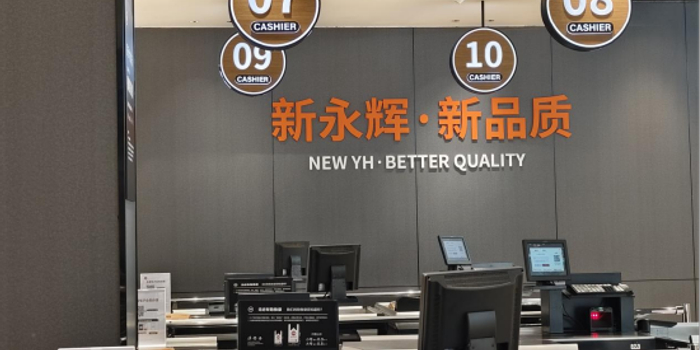 07
CASHIER
08
CASHIER
09
CASHIER
10
CASHIER
新永辉·新品质
NEW YH·BETTER QUALITY